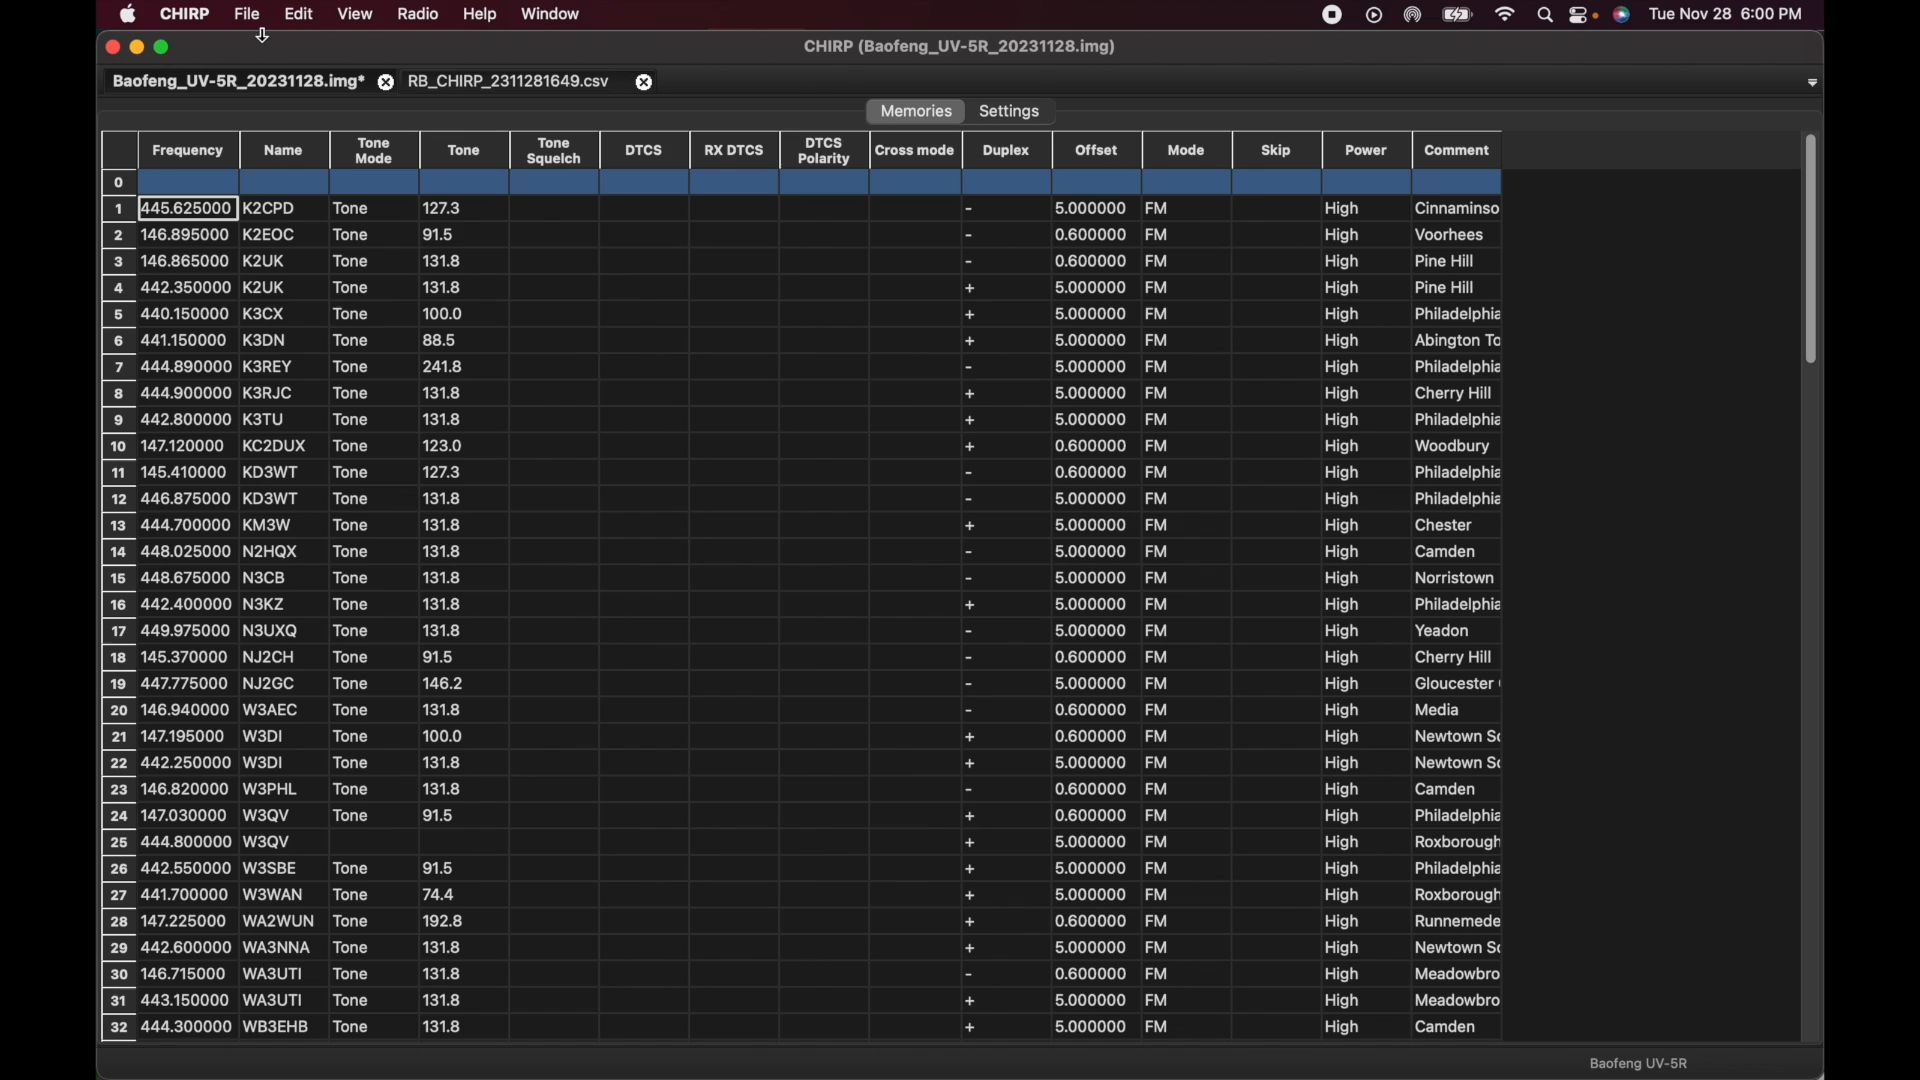 CHIRP File Edit View Radio Help Window Tue Nov 28 6:00 PM
CHIRP (Baofeng_UV-5R_20231128.img)
Baofeng_UV-5R_20231128.img* RB_CHIRP_2311281649.csv
Memories Settings
Frequency Name Tone Mode Tone Tone Squelch DTCS RX DTCS DTCS Polarity Cross mode Duplex Offset Mode Skip Power Comment
0
1 445.625000 K2CPD Tone 127.3 - 5.000000 FM High Cinnaminso
2 146.895000 K2EOC Tone 91.5 - 0.600000 FM High Voorhees
3 146.865000 K2UK Tone 131.8 - 0.600000 FM High Pine Hill
4 442.350000 K2UK Tone 131.8 + 5.000000 FM High Pine Hill
5 440.150000 K3CX Tone 100.0 + 5.000000 FM High Philadelphia
6 441.150000 K3DN Tone 88.5 + 5.000000 FM High Abington To
7 444.890000 K3REY Tone 241.8 - 5.000000 FM High Philadelphia
8 444.900000 K3RJC Tone 131.8 + 5.000000 FM High Cherry Hill
9 442.800000 K3TU Tone 131.8 + 5.000000 FM High Philadelphia
10 147.120000 KC2DUX Tone 123.0 + 0.600000 FM High Woodbury
11 145.410000 KD3WT Tone 127.3 - 0.600000 FM High Philadelphia
12 446.875000 KD3WT Tone 131.8 - 5.000000 FM High Philadelphia
13 444.700000 KM3W Tone 131.8 + 5.000000 FM High Chester
14 448.025000 N2HQX Tone 131.8 - 5.000000 FM High Camden
15 448.675000 N3CB Tone 131.8 - 5.000000 FM High Norristown
16 442.400000 N3KZ Tone 131.8 + 5.000000 FM High Philadelphia
17 449.975000 N3UXQ Tone 131.8 - 5.000000 FM High Yeadon
18 145.370000 NJ2CH Tone 91.5 - 0.600000 FM High Cherry Hill
19 447.775000 NJ2GC Tone 146.2 - 5.000000 FM High Gloucester
20 146.940000 W3AEC Tone 131.8 - 0.600000 FM High Media
21 147.195000 W3DI Tone 100.0 + 0.600000 FM High Newtown Sq
22 442.250000 W3DI Tone 131.8 + 5.000000 FM High Newtown Sq
23 146.820000 W3PHL Tone 131.8 - 0.600000 FM High Camden
24 147.030000 W3QV Tone 91.5 + 0.600000 FM High Philadelphia
25 444.800000 W3QV + 5.000000 FM High Roxborough
26 442.550000 W3SBE Tone 91.5 + 5.000000 FM High Philadelphia
27 441.700000 W3WAN Tone 74.4 + 5.000000 FM High Roxborough
28 147.225000 WA2WUN Tone 192.8 + 0.600000 FM High Runnemede
29 442.600000 WA3NNA Tone 131.8 + 5.000000 FM High Newtown Sq
30 146.715000 WA3UTI Tone 131.8 - 0.600000 FM High Meadowbro
31 443.150000 WA3UTI Tone 131.8 + 5.000000 FM High Meadowbro
32 444.300000 WB3EHB Tone 131.8 + 5.000000 FM High Camden
Baofeng UV-5R